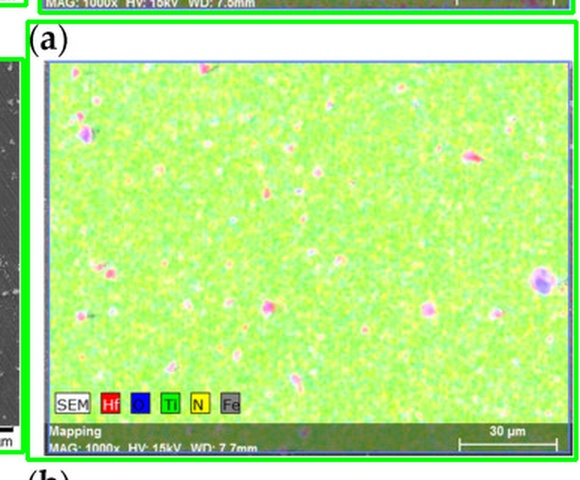 MAG: 1000x HV: 15kV WD: 7.5mm
(a)
SEM Hf O Ti N Fe
Mapping
30 µm
MAG: 1000x HV: 15kV WD: 7.7mm